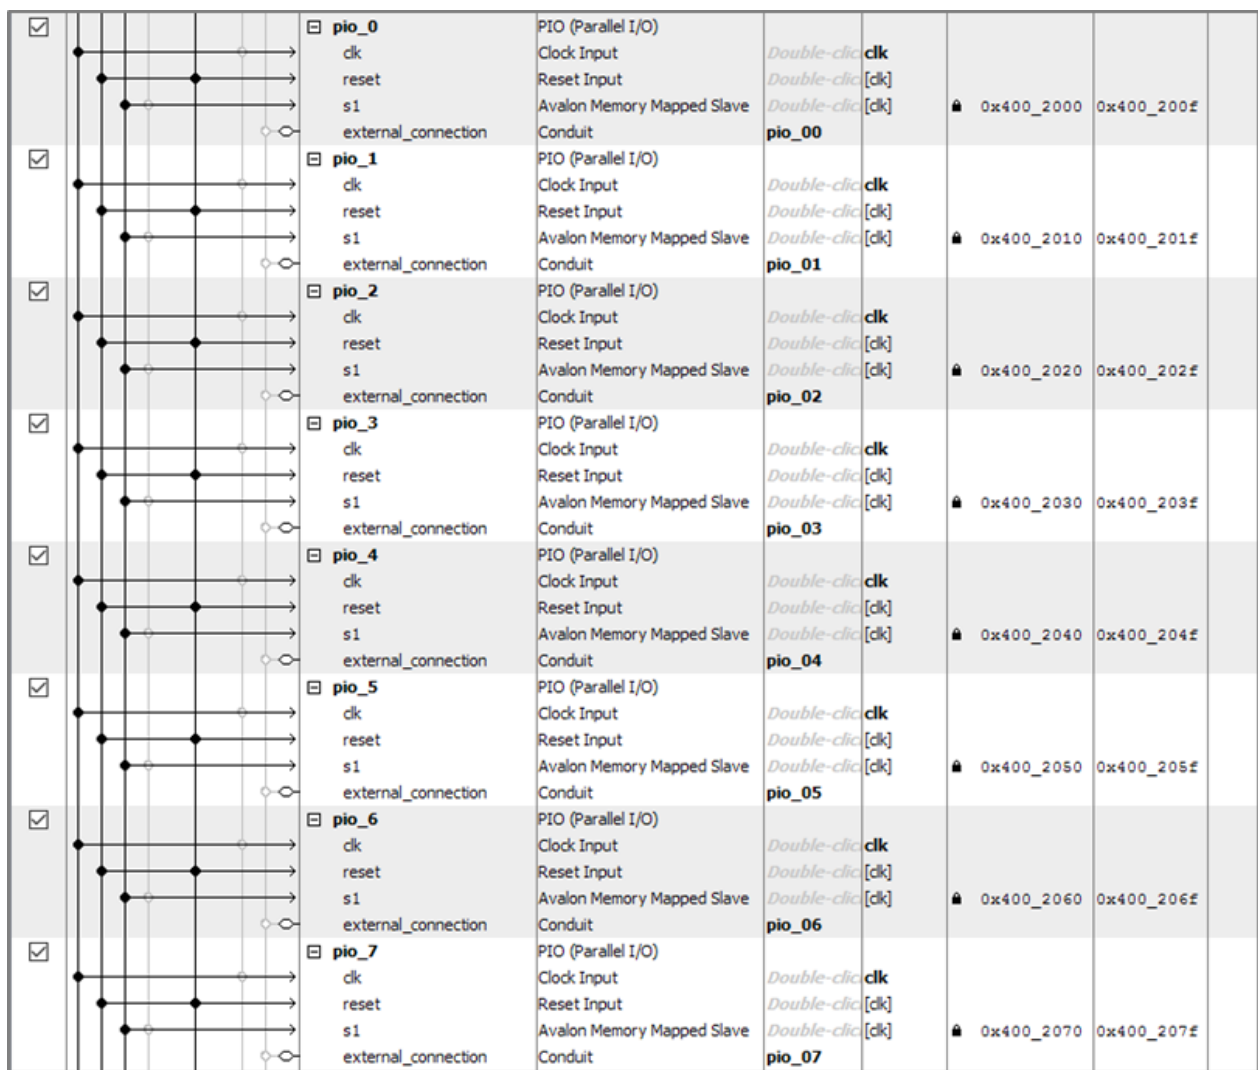 pio_0 PIO (Parallel I/O)
clk Clock Input Double-clic clk
reset Reset Input Double-clic [clk]
s1 Avalon Memory Mapped Slave Double-clic [clk] 0x400_2000 0x400_200f
external_connection Conduit pio_00
pio_1 PIO (Parallel I/O)
clk Clock Input Double-clic clk
reset Reset Input Double-clic [clk]
s1 Avalon Memory Mapped Slave Double-clic [clk] 0x400_2010 0x400_201f
external_connection Conduit pio_01
pio_2 PIO (Parallel I/O)
clk Clock Input Double-clic clk
reset Reset Input Double-clic [clk]
s1 Avalon Memory Mapped Slave Double-clic [clk] 0x400_2020 0x400_202f
external_connection Conduit pio_02
pio_3 PIO (Parallel I/O)
clk Clock Input Double-clic clk
reset Reset Input Double-clic [clk]
s1 Avalon Memory Mapped Slave Double-clic [clk] 0x400_2030 0x400_203f
external_connection Conduit pio_03
pio_4 PIO (Parallel I/O)
clk Clock Input Double-clic clk
reset Reset Input Double-clic [clk]
s1 Avalon Memory Mapped Slave Double-clic [clk] 0x400_2040 0x400_204f
external_connection Conduit pio_04
pio_5 PIO (Parallel I/O)
clk Clock Input Double-clic clk
reset Reset Input Double-clic [clk]
s1 Avalon Memory Mapped Slave Double-clic [clk] 0x400_2050 0x400_205f
external_connection Conduit pio_05
pio_6 PIO (Parallel I/O)
clk Clock Input Double-clic clk
reset Reset Input Double-clic [clk]
s1 Avalon Memory Mapped Slave Double-clic [clk] 0x400_2060 0x400_206f
external_connection Conduit pio_06
pio_7 PIO (Parallel I/O)
clk Clock Input Double-clic clk
reset Reset Input Double-clic [clk]
s1 Avalon Memory Mapped Slave Double-clic [clk] 0x400_2070 0x400_207f
external_connection Conduit pio_07